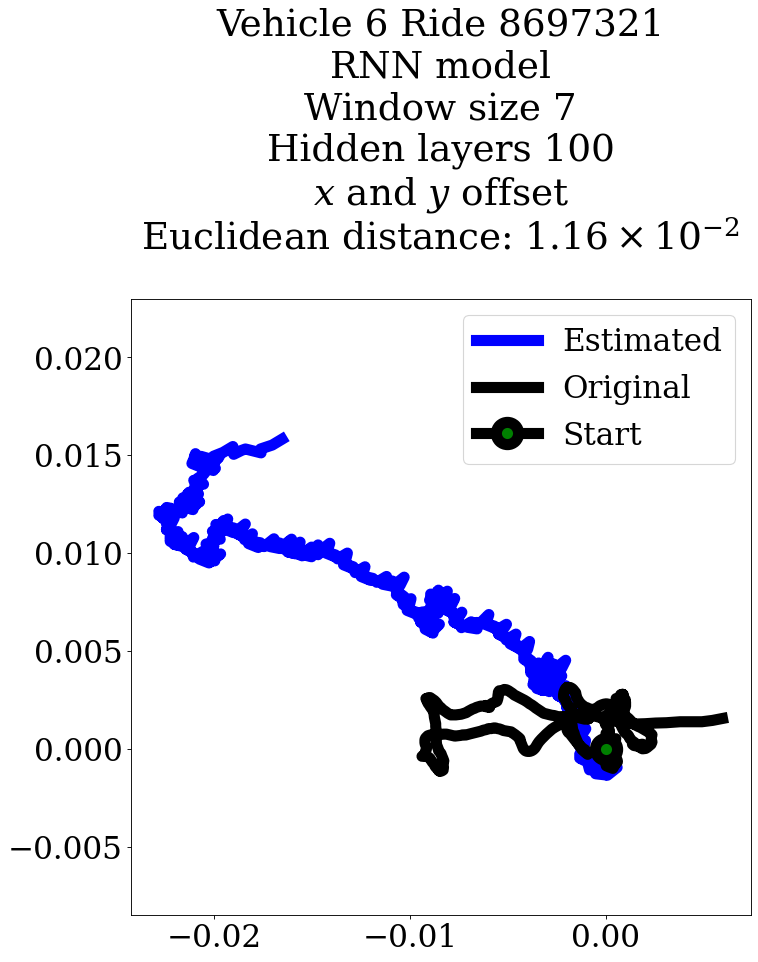 Vehicle 6 Ride 8697321
RNN model
Window size 7
Hidden layers 100
x and y offset
Euclidean distance: 1.16 × 10⁻²
Estimated
Original
Start
0.020
0.015
0.010
0.005
0.000
−0.005
−0.02
−0.01
0.00